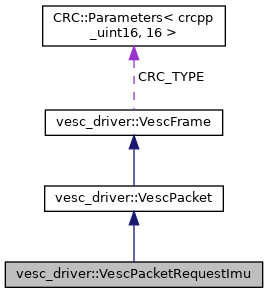 CRC::Parameters< crcpp
_uint16, 16 >
CRC_TYPE
vesc_driver::VescFrame
vesc_driver::VescPacket
vesc_driver::VescPacketRequestImu